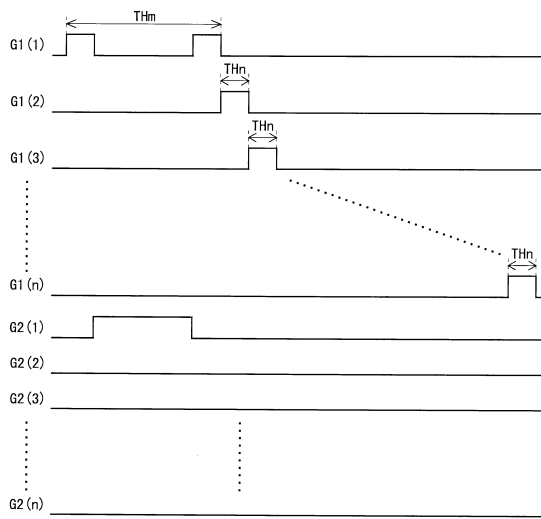 THm
G1(1)
THn
G1(2)
THn
G1(3)
THn
G1(n)
G2(1)
G2(2)
G2(3)
G2(n)